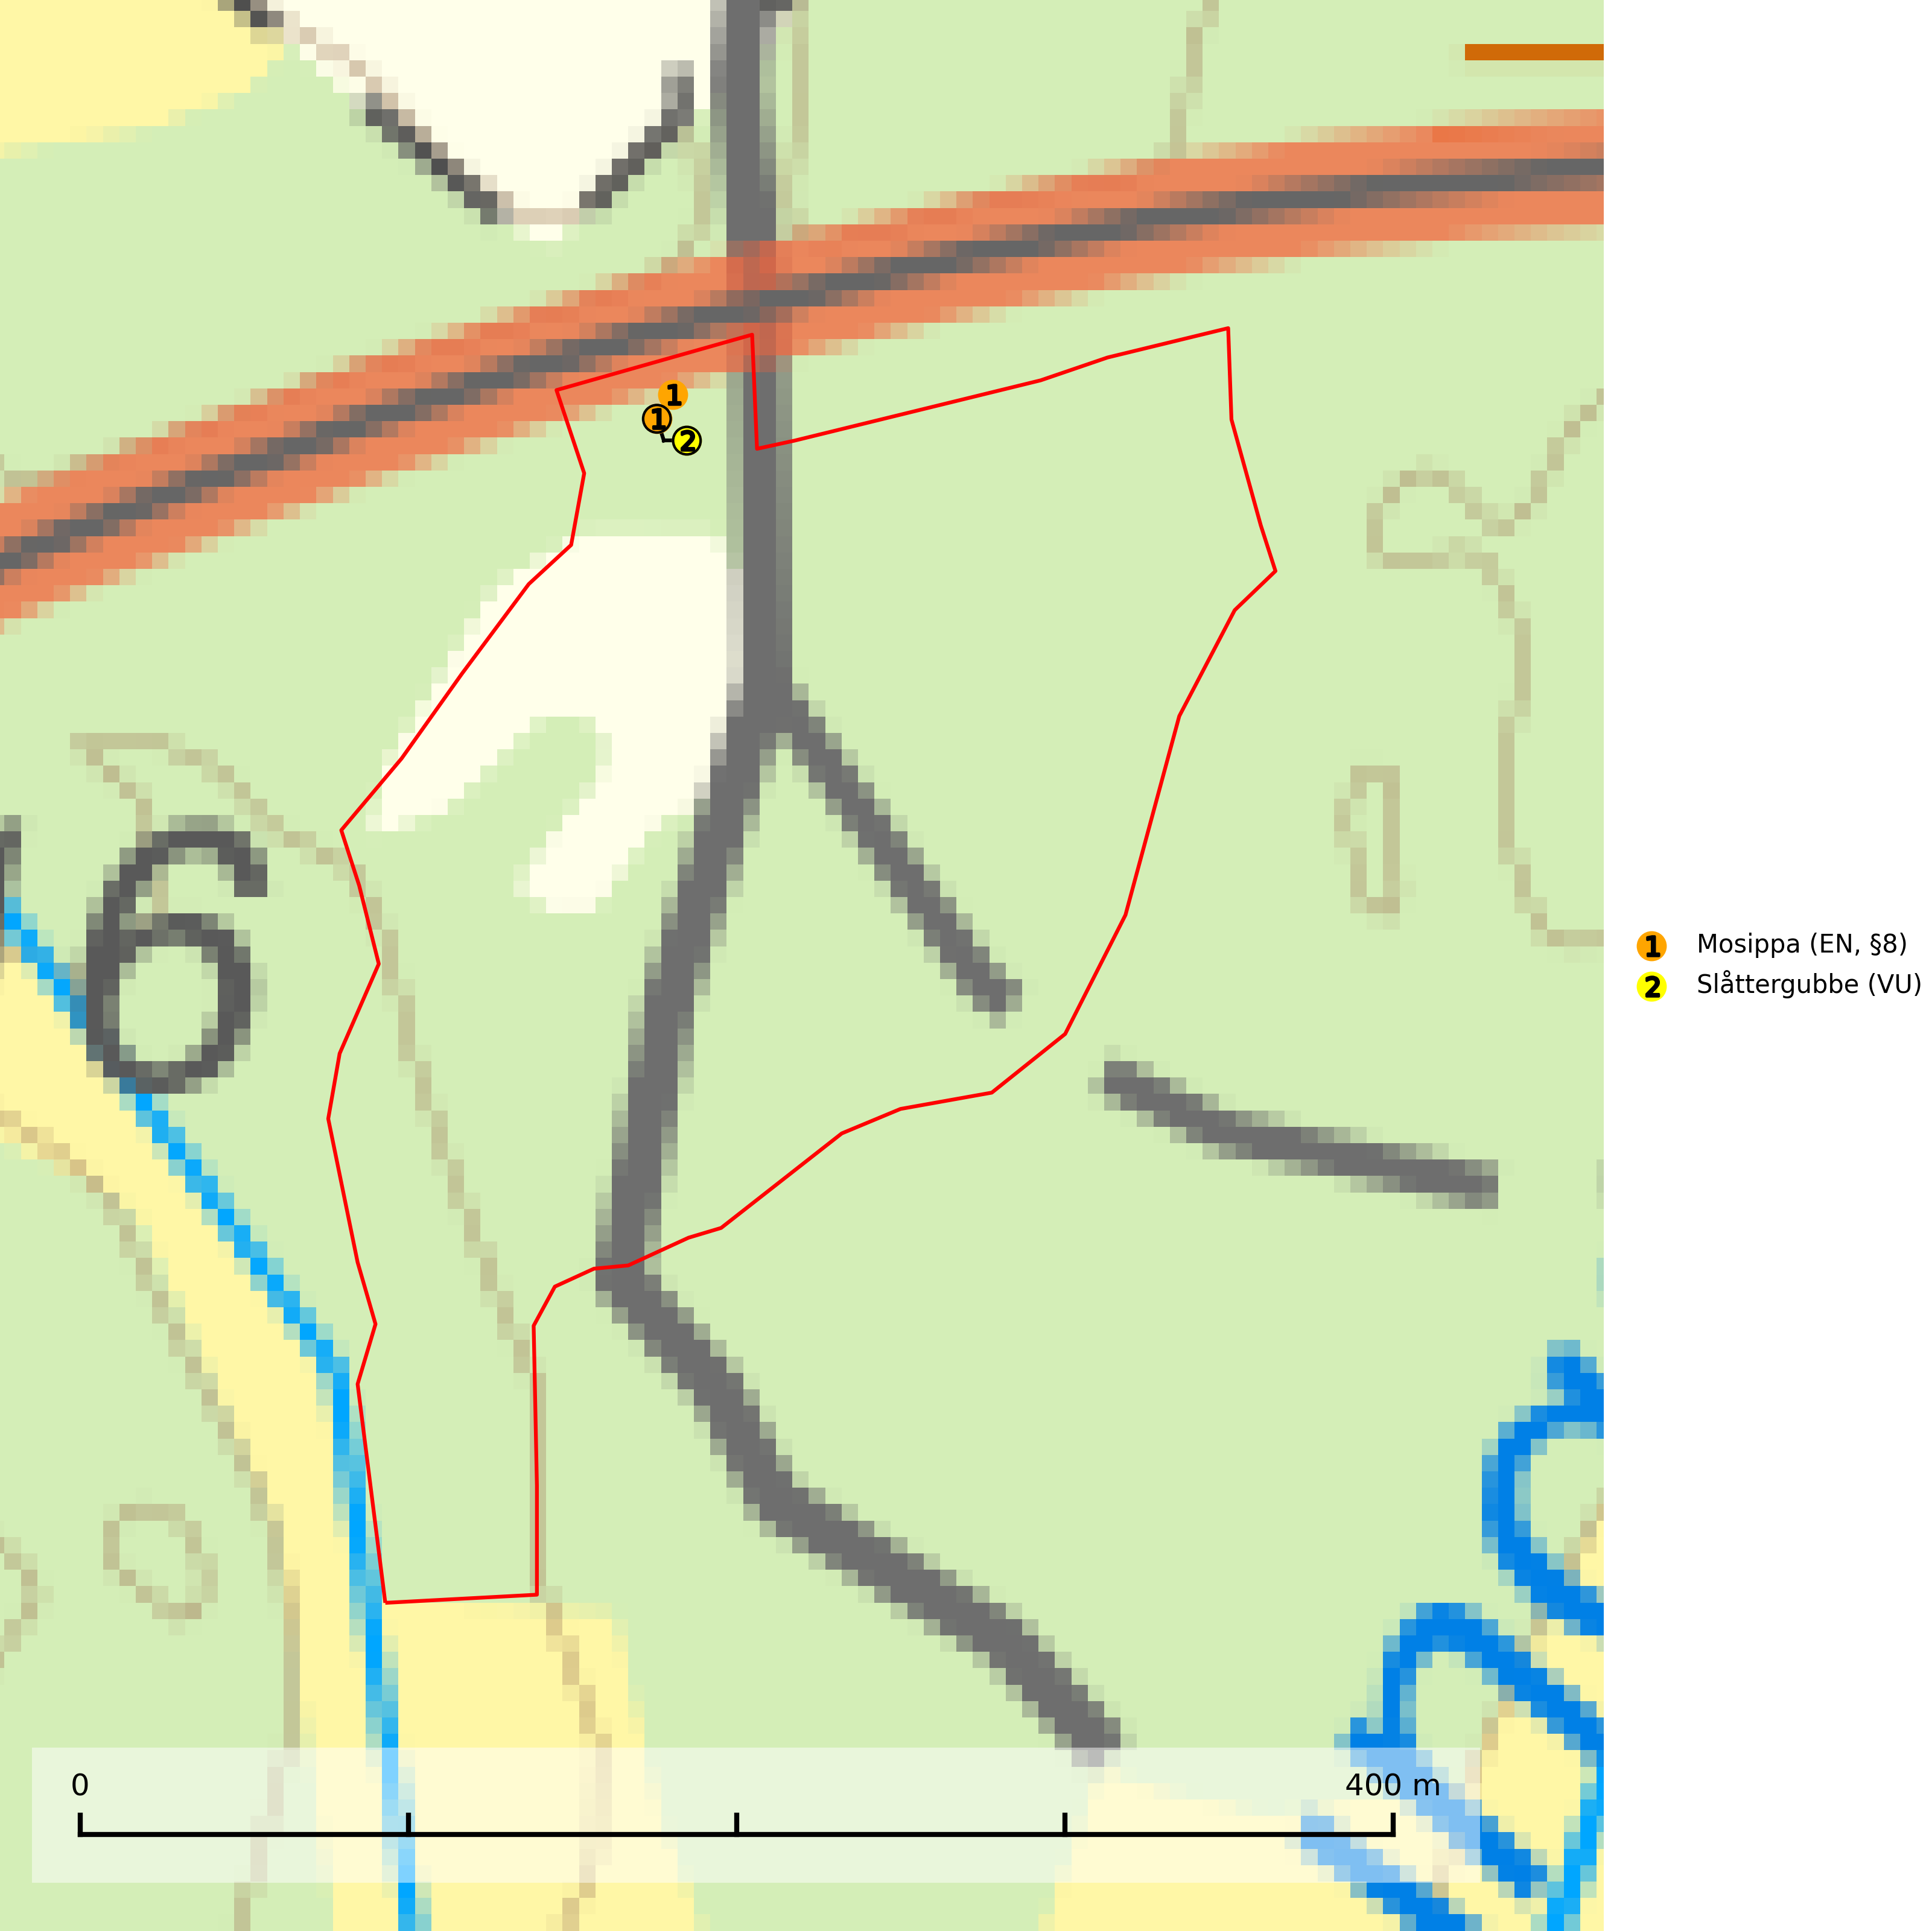 1
1
2
6
1 Mosippa (EN, §8)
2 Slåttergubbe (VU)
0 400 m